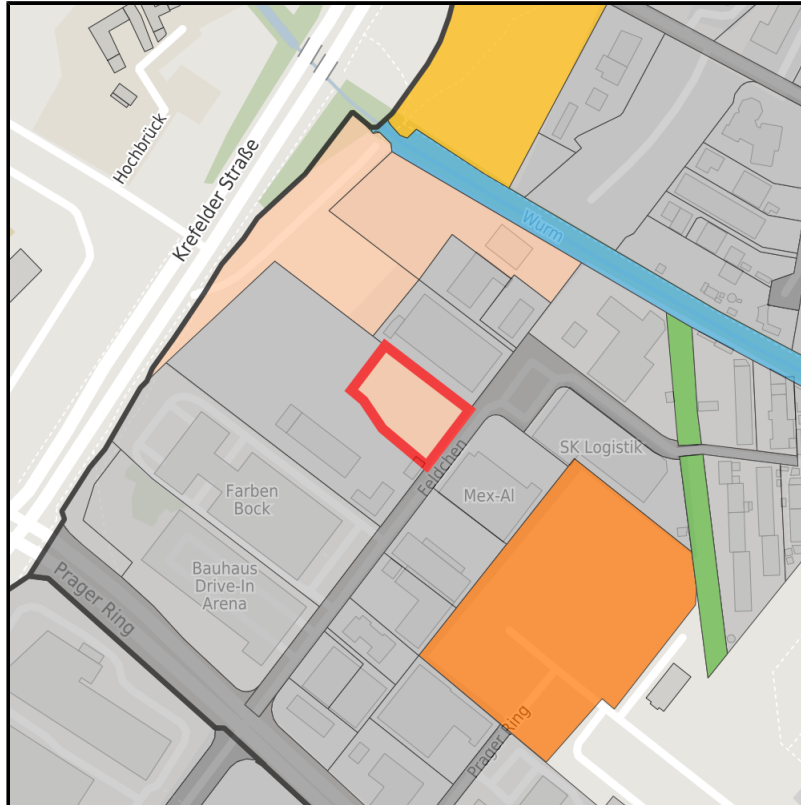 Hochbrück
Krefelder Straße
Wurm
SK Logistik
Feldchen
Mex-Al
Farben
Bock
Bauhaus
Drive-In
Arena
Prager Ring
Prager Ring